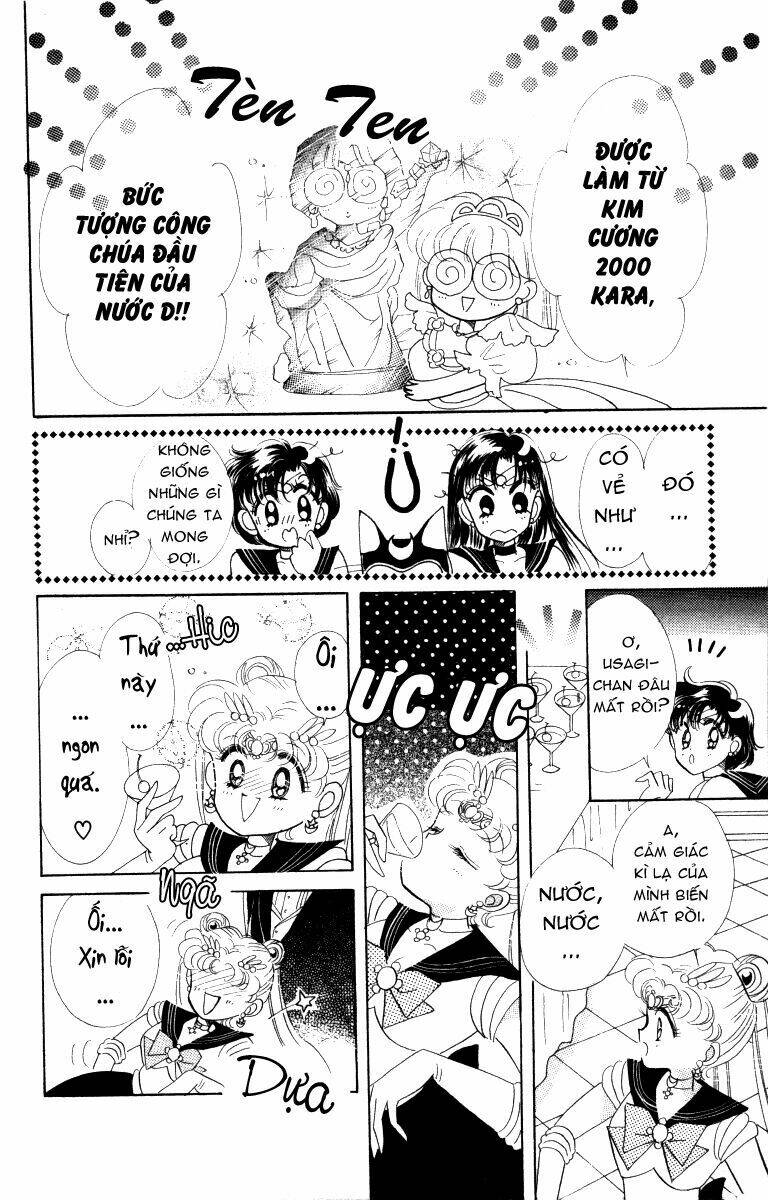 Tèn Ten
ĐƯỢC
LÀM TỪ
KIM
CƯƠNG
2000
KARA,
BỨC
TƯỢNG CÔNG
CHÚA ĐẦU
TIÊN CỦA
NƯỚC D!!
ĐÓ
...
CÓ
VẺ
NHƯ
...
!
KHÔNG
GIỐNG
NHỮNG GÌ
CHÚNG TA
MONG
ĐỢI.
NHỈ?
Ơ,
USAGI-
CHAN ĐÂU
MẤT RỒI?
A,
CẢM GIÁC
KÌ LẠ CỦA
MÌNH BIẾN
MẤT RỒI.
NƯỚC,
NƯỚC
...
ỰC ỰC
Ôi
...
...Hic
Thứ
này
...
...
ngon
quá.
♡
Ngã
Ối...
Xin lỗi
...
Dựa